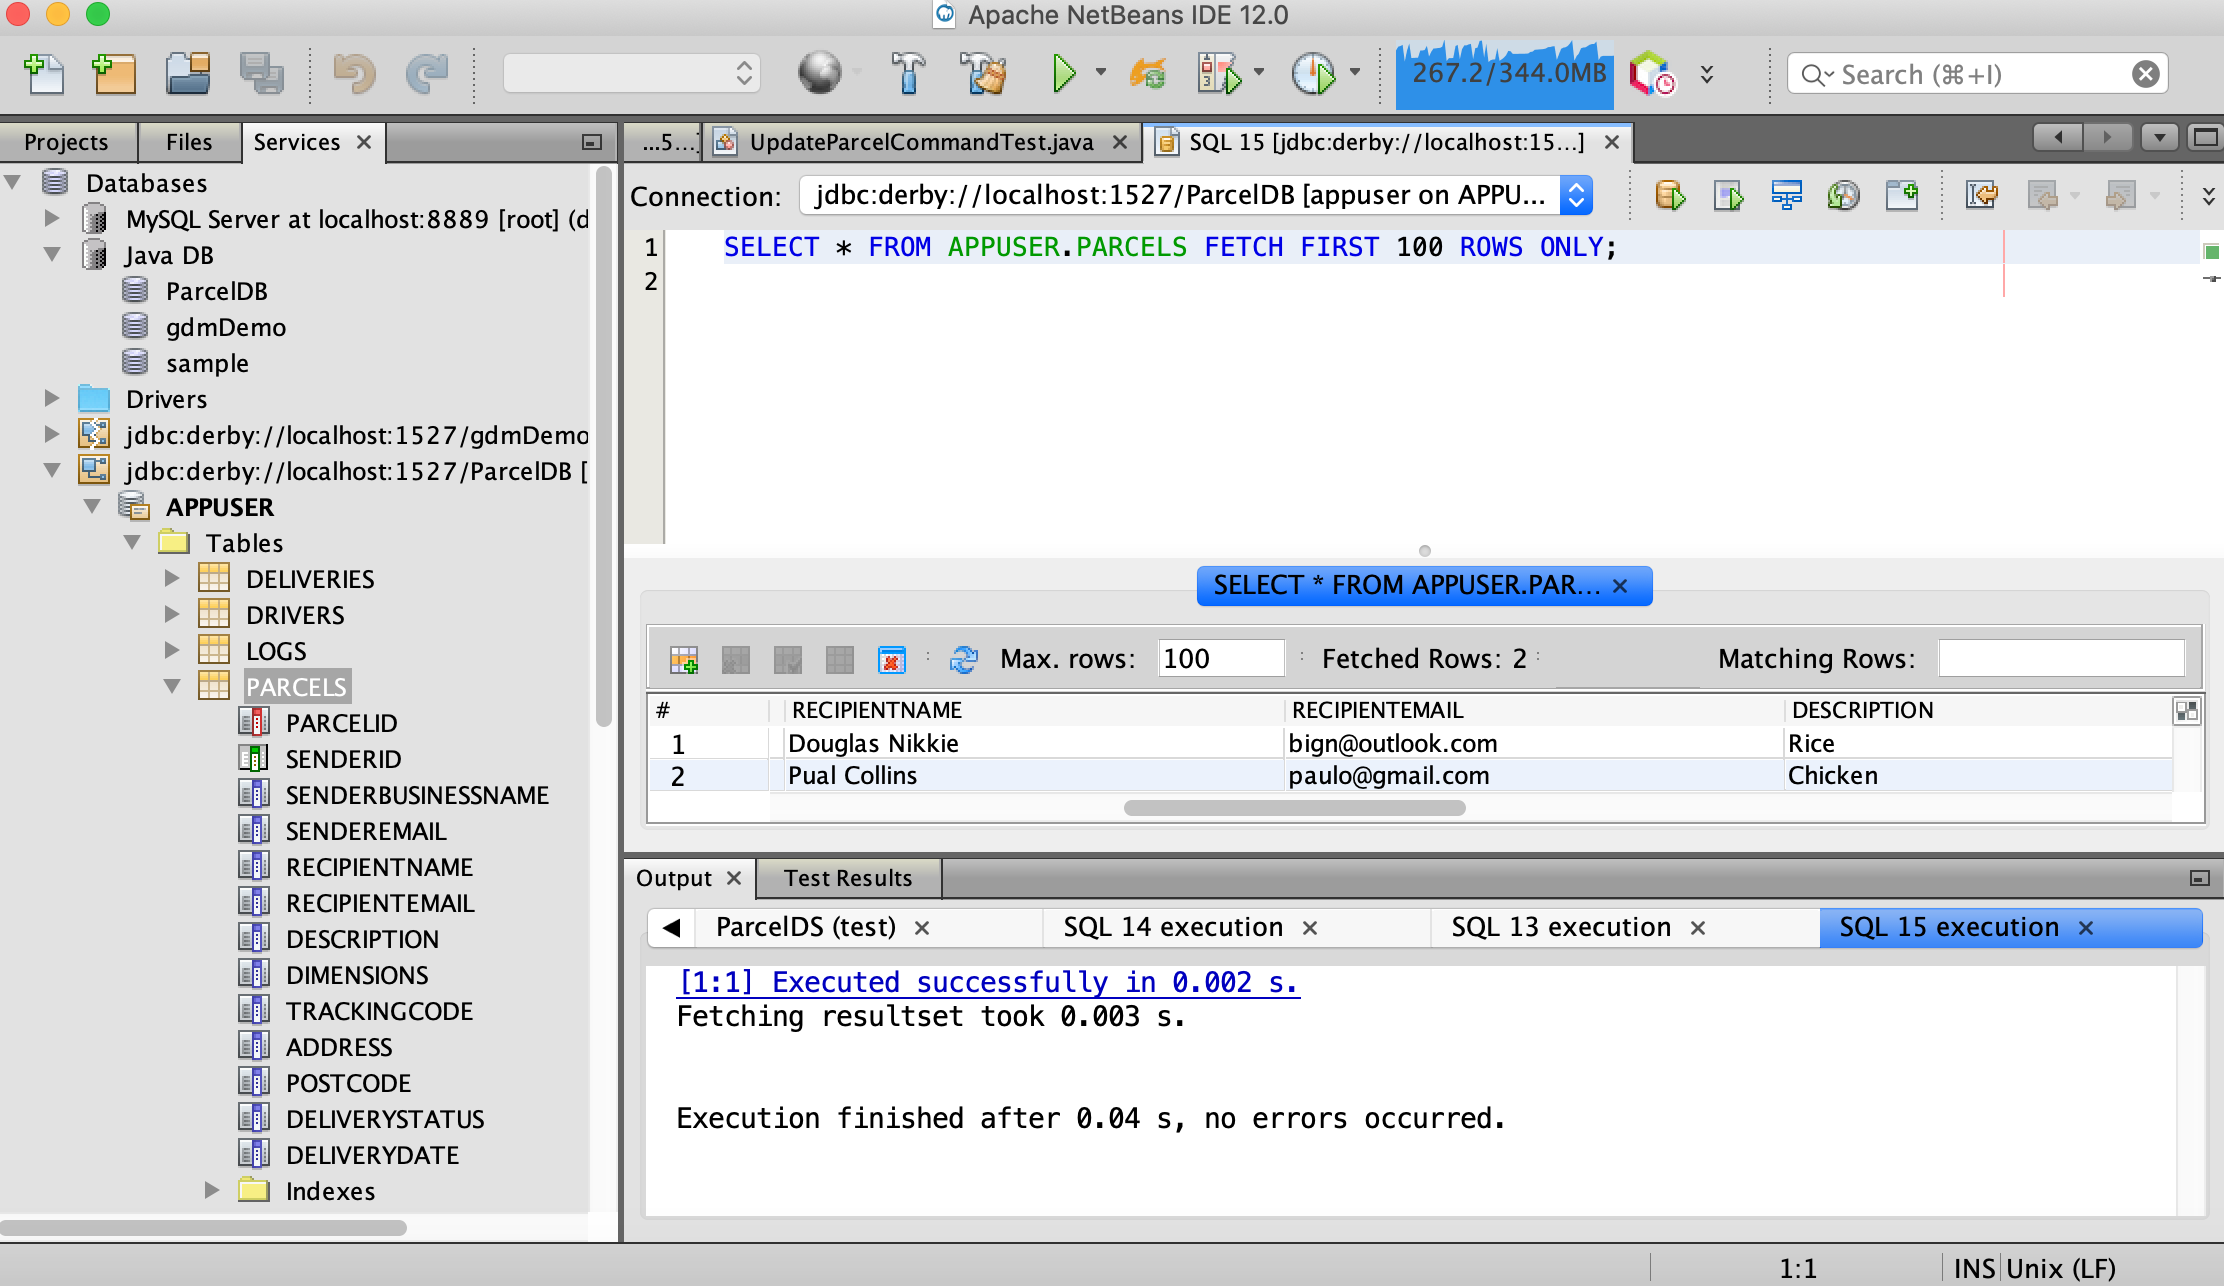 Apache NetBeans IDE 12.0
267.2/344.0MB
Search (⌘+I)
Projects
Files
Services
...5...]
UpdateParcelCommandTest.java
SQL 15 [jdbc:derby://localhost:15...]
Databases
MySQL Server at localhost:8889 [root] (d
Java DB
ParcelDB
gdmDemo
sample
Drivers
jdbc:derby://localhost:1527/gdmDemo
jdbc:derby://localhost:1527/ParcelDB [
APPUSER
Tables
DELIVERIES
DRIVERS
LOGS
PARCELS
PARCELID
SENDERID
SENDERBUSINESSNAME
SENDEREMAIL
RECIPIENTNAME
RECIPIENTEMAIL
DESCRIPTION
DIMENSIONS
TRACKINGCODE
ADDRESS
POSTCODE
DELIVERYSTATUS
DELIVERYDATE
Indexes
Connection: jdbc:derby://localhost:1527/ParcelDB [appuser on APPU...
1 SELECT * FROM APPUSER.PARCELS FETCH FIRST 100 ROWS ONLY;
2
SELECT * FROM APPUSER.PAR...
Max. rows: 100 Fetched Rows: 2 Matching Rows:
# RECIPIENTNAME RECIPIENTEMAIL DESCRIPTION
1 Douglas Nikkie bign@outlook.com Rice
2 Pual Collins paulo@gmail.com Chicken
Output
Test Results
ParcelDS (test)
SQL 14 execution
SQL 13 execution
SQL 15 execution
[1:1] Executed successfully in 0.002 s.
Fetching resultset took 0.003 s.
Execution finished after 0.04 s, no errors occurred.
1:1 INS Unix (LF)